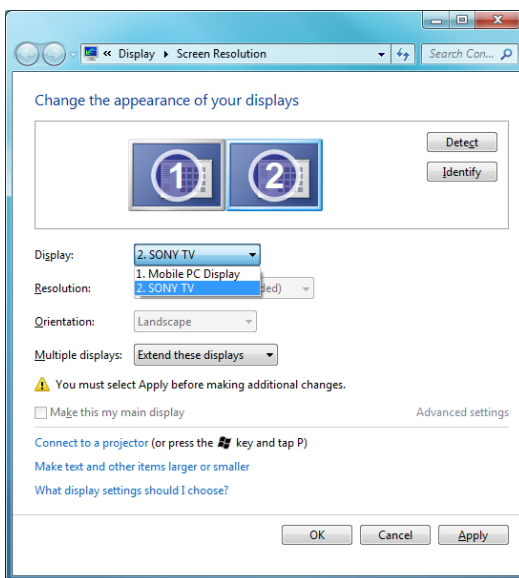 « Display ▸ Screen Resolution Search Con...
Change the appearance of your displays
1 2
Detect
Identify
Display: 2. SONY TV
1. Mobile PC Display
2. SONY TV
Resolution: ded)
Orientation: Landscape
Multiple displays: Extend these displays
You must select Apply before making additional changes.
Make this my main display Advanced settings
Connect to a projector (or press the key and tap P)
Make text and other items larger or smaller
What display settings should I choose?
OK Cancel Apply